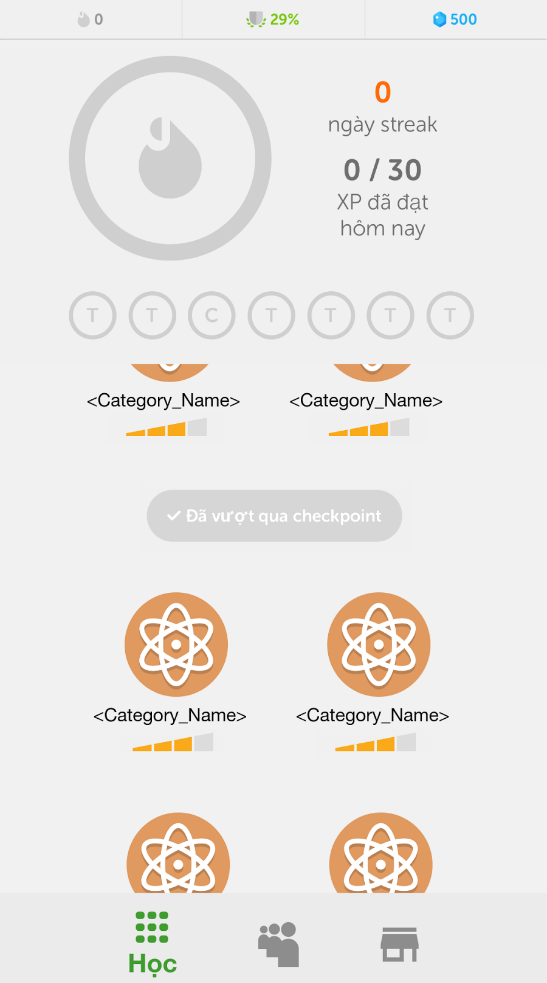 0
29%
500
0
ngày streak
0 / 30
XP đã đạt
hôm nay
T T C T T T T
<Category_Name> <Category_Name>
Đã vượt qua checkpoint
<Category_Name> <Category_Name>
Học